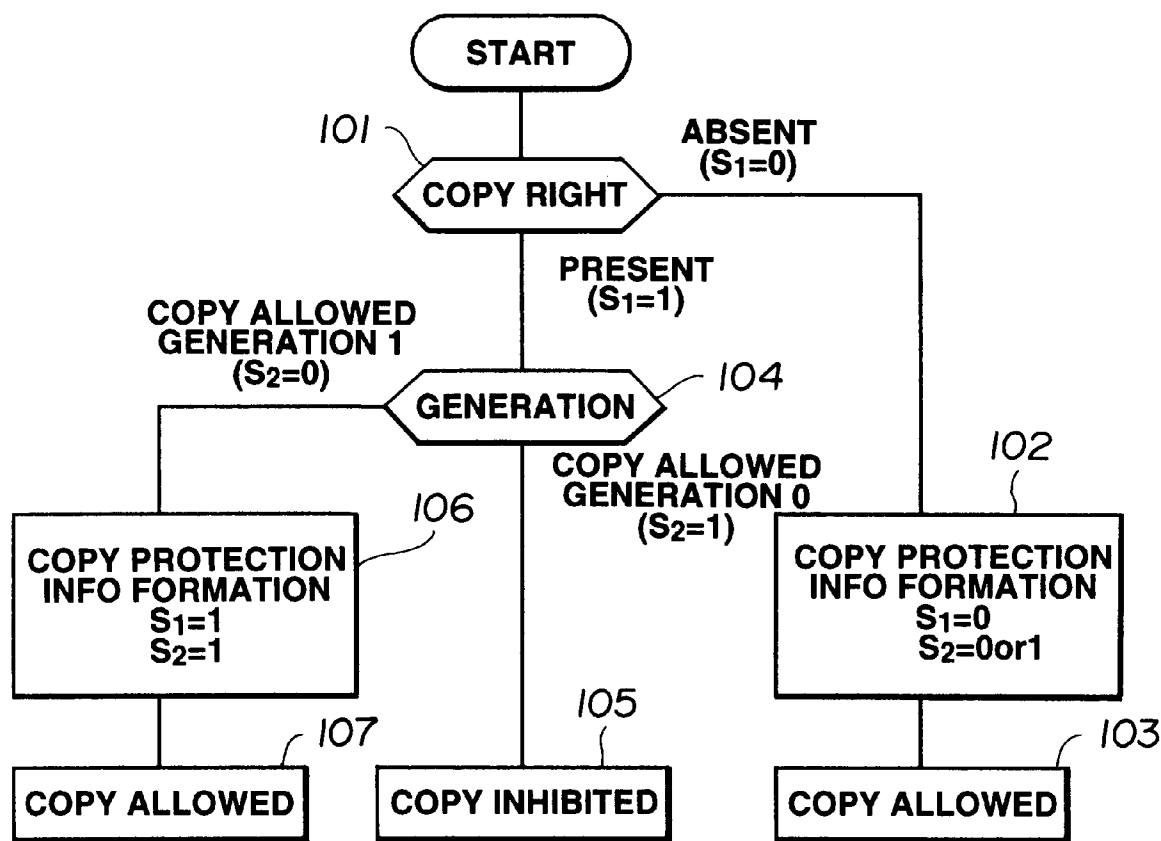 START
101
COPY RIGHT
ABSENT
(S1=0)
PRESENT
(S1=1)
COPY ALLOWED
GENERATION 1
(S2=0)
GENERATION
104
COPY ALLOWED
GENERATION 0
(S2=1)
106
COPY PROTECTION
INFO FORMATION
S1=1
S2=1
102
COPY PROTECTION
INFO FORMATION
S1=0
S2=0or1
107
COPY ALLOWED
105
COPY INHIBITED
103
COPY ALLOWED